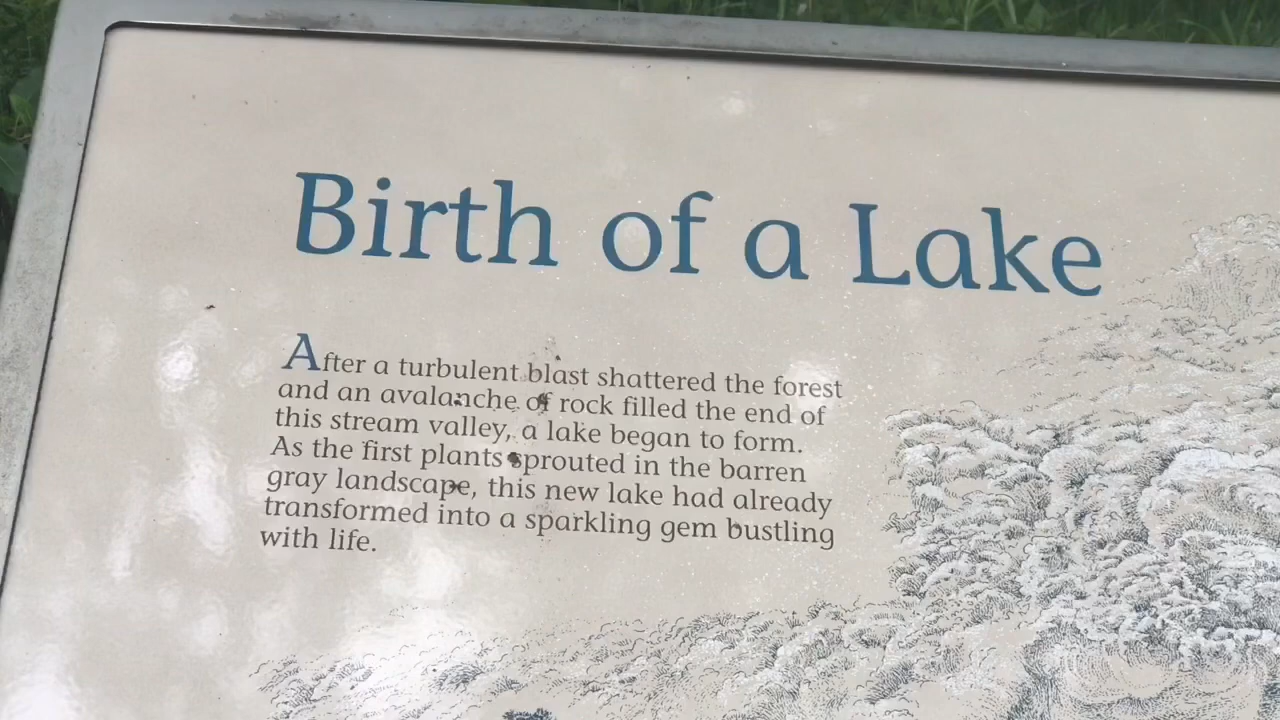 Birth of a Lake
After a turbulent blast shattered the forest
and an avalanche of rock filled the end of
this stream valley, a lake began to form.
As the first plants sprouted in the barren
gray landscape, this new lake had already
transformed into a sparkling gem bustling
with life.